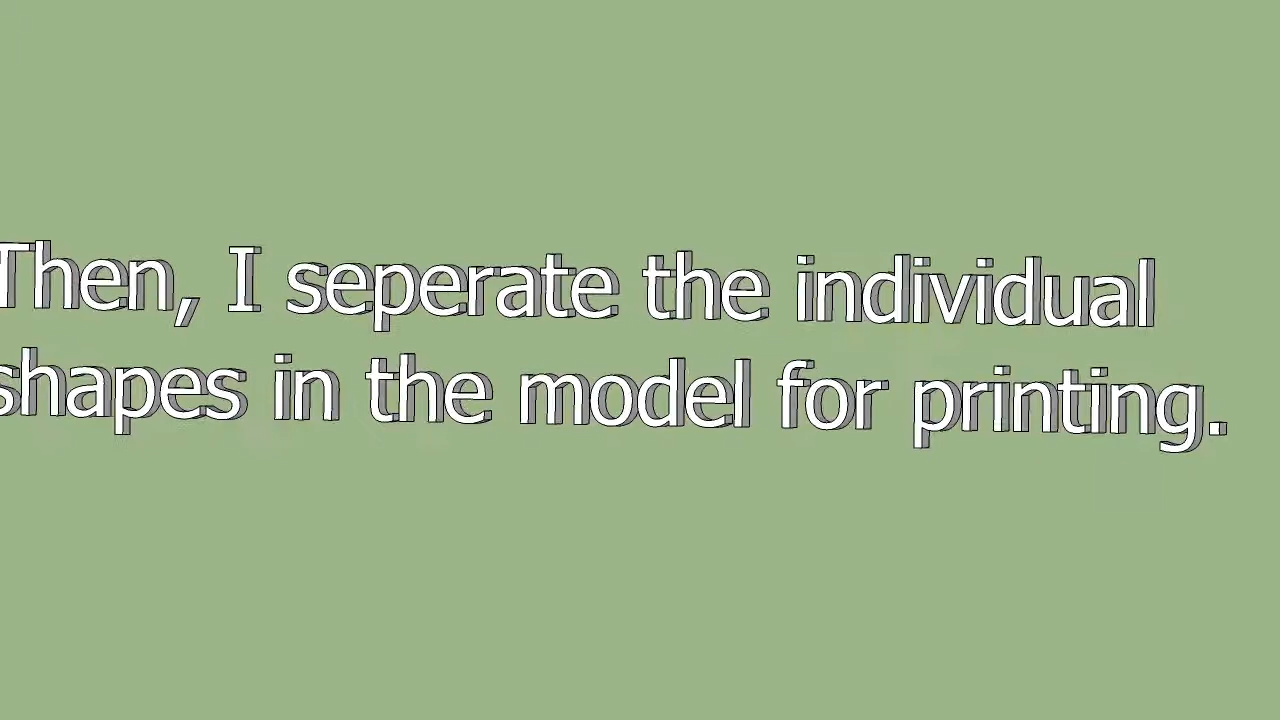 Then, I seperate the individual
shapes in the model for printing.